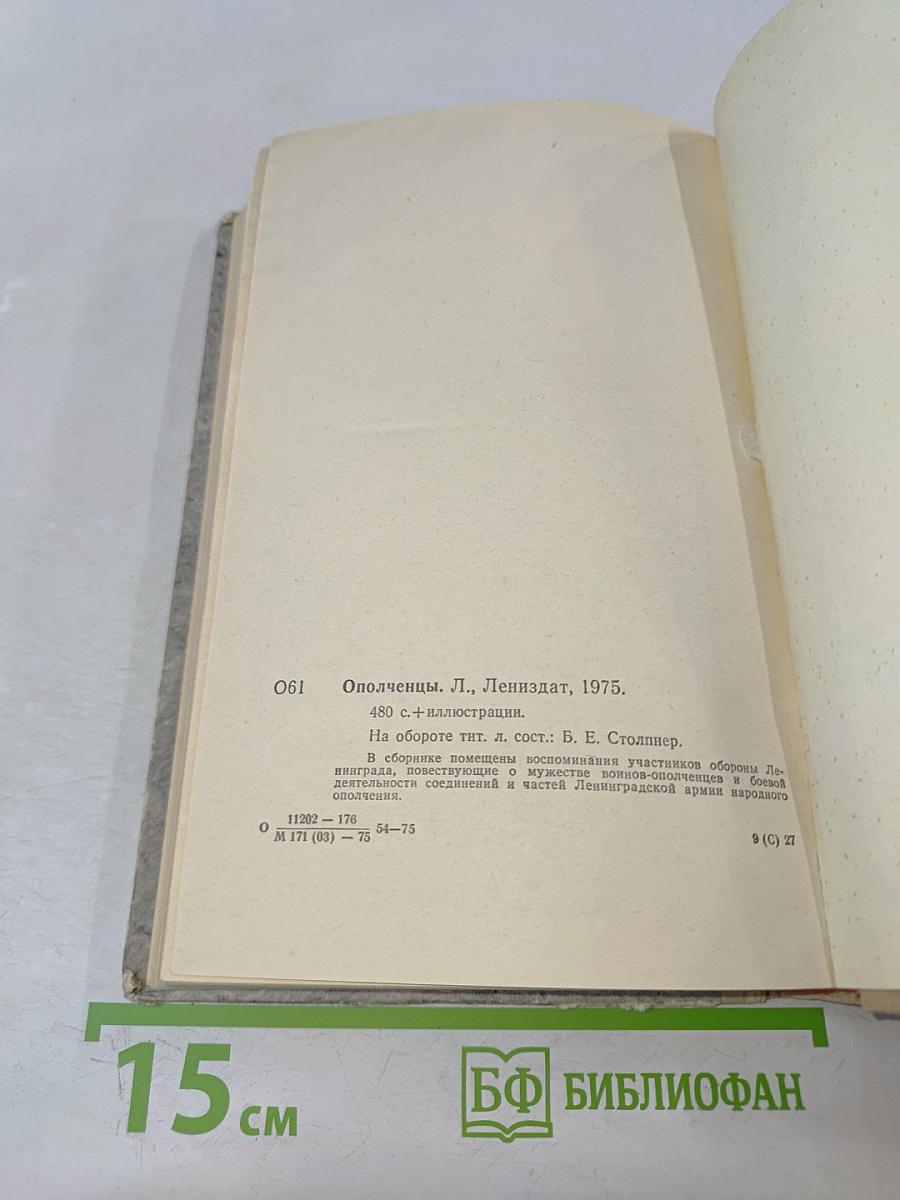 О61 Ополченцы. Л., Лениздат, 1975.
480 с.+иллюстрации.
На обороте тит. л. сост.: Б. Е. Столпнер.
В сборнике помещены воспоминания участников обороны Ле-
нинграда, повествующие о мужестве воинов-ополченцев и боевой
деятельности соединений и частей Ленинградской армии народного
ополчения.
О 11202 — 176
М 171 (03) — 75 54—75
9 (С) 27
15 см
БФ БИБЛИОФАН